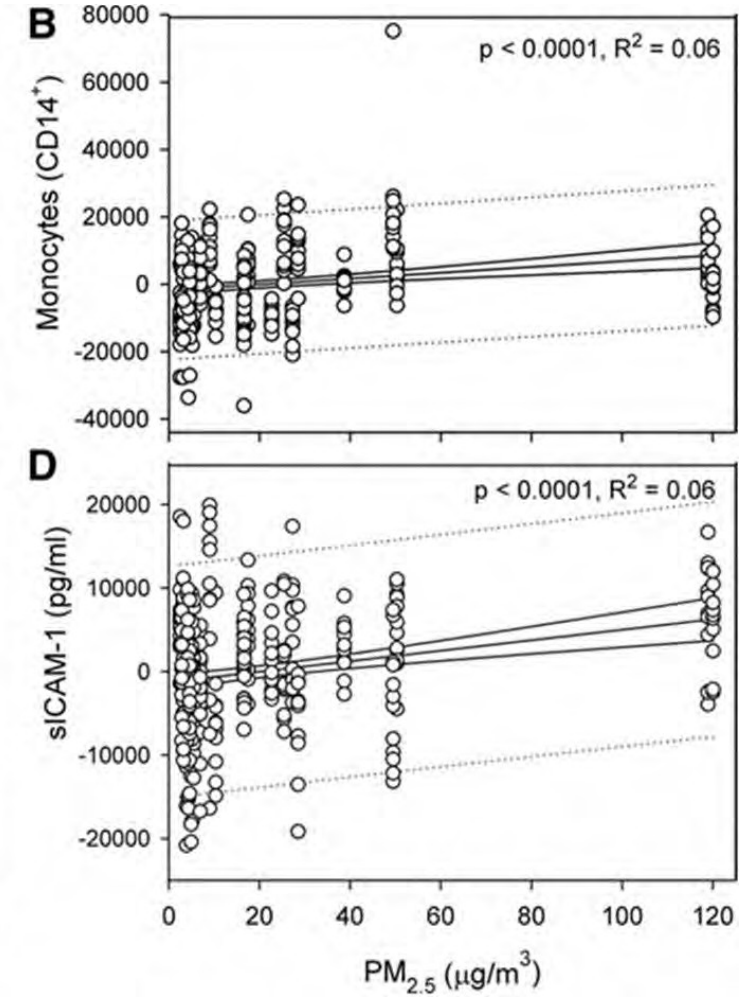 B
p < 0.0001, R² = 0.06
Monocytes (CD14⁺)
80000
60000
40000
20000
0
-20000
-40000
D
p < 0.0001, R² = 0.06
sICAM-1 (pg/ml)
20000
10000
0
-10000
-20000
0 20 40 60 80 100 120
PM₂.₅ (μg/m³)